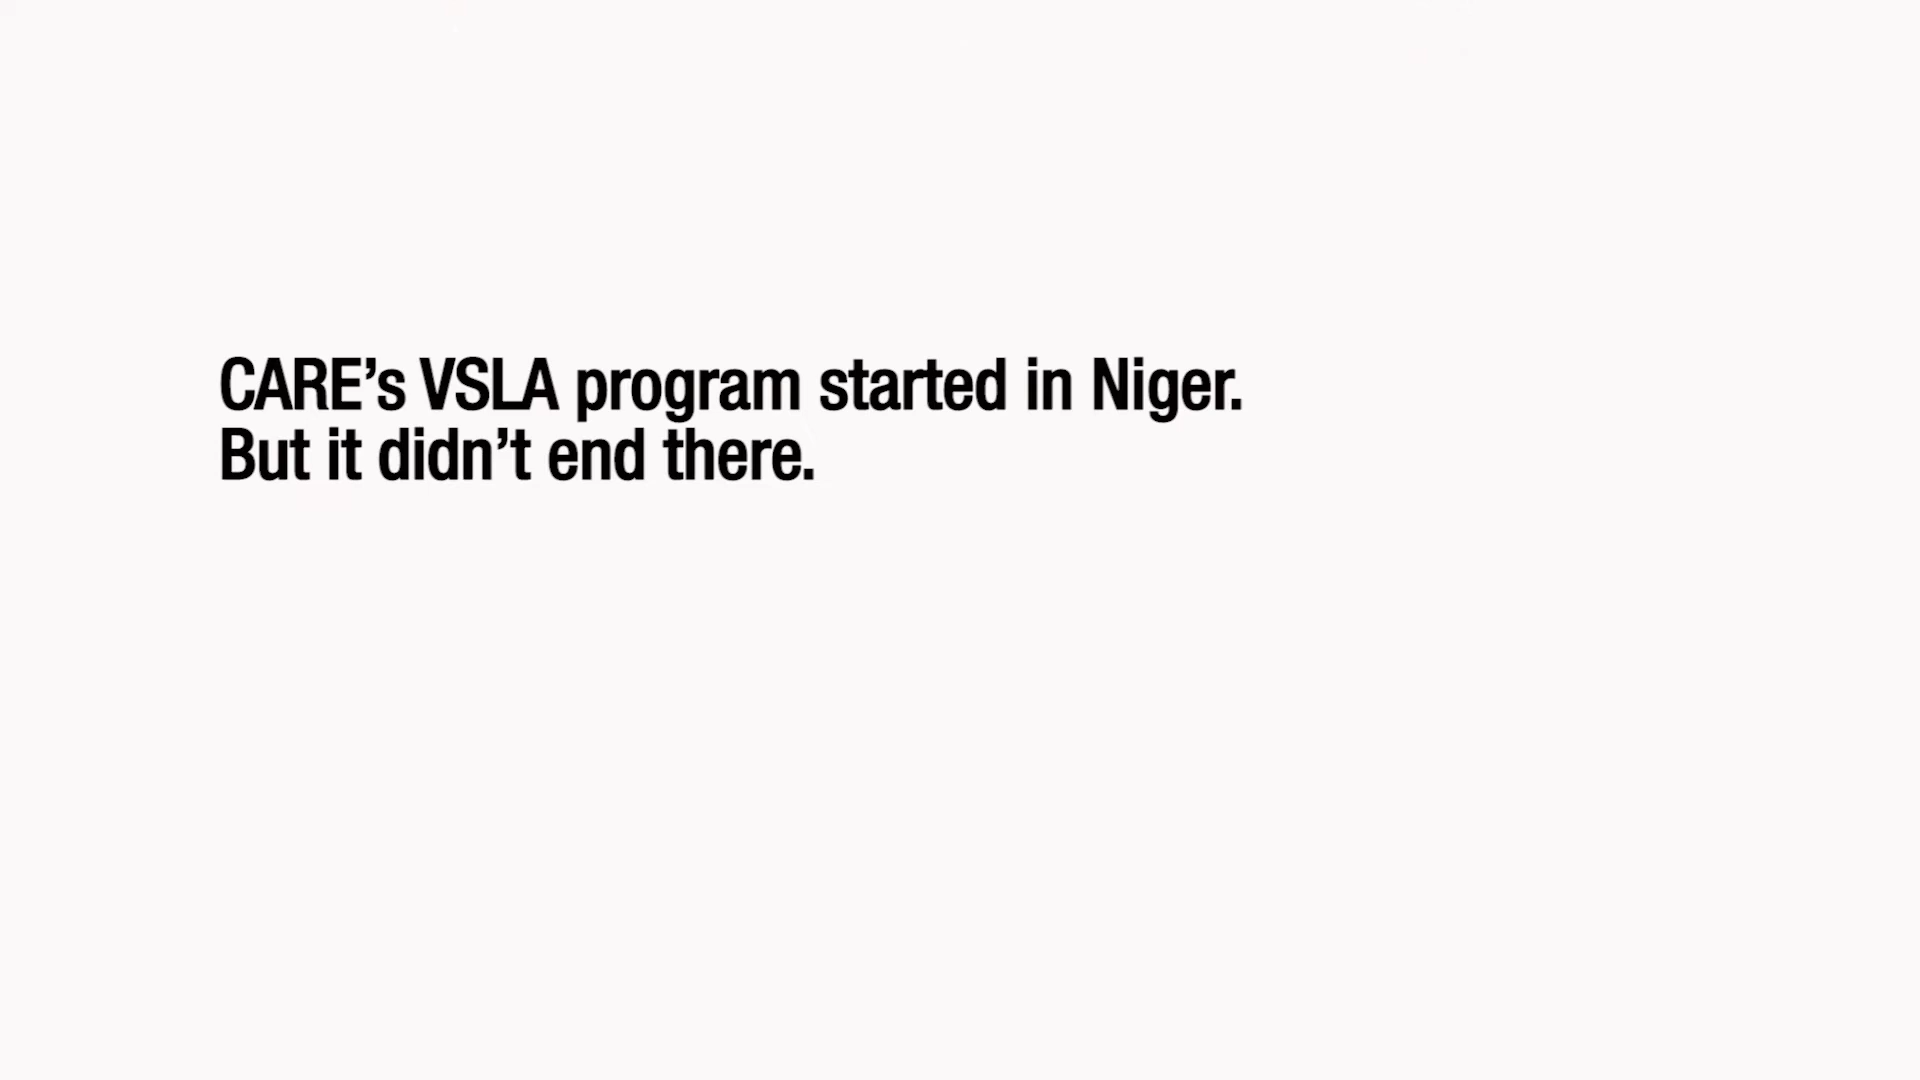 CARE’s VSLA program started in Niger.
But it didn’t end there.